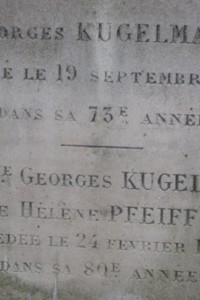 ORGES KUGELMA
É LE 19 SEPTEMBR
DANS SA 73E ANNÉE
E GEORGES KUGEL
E HÉLÈNE PFEIFF
ÉDÉE LE 24 FÉVRIER
DANS SA 80E ANNÉE